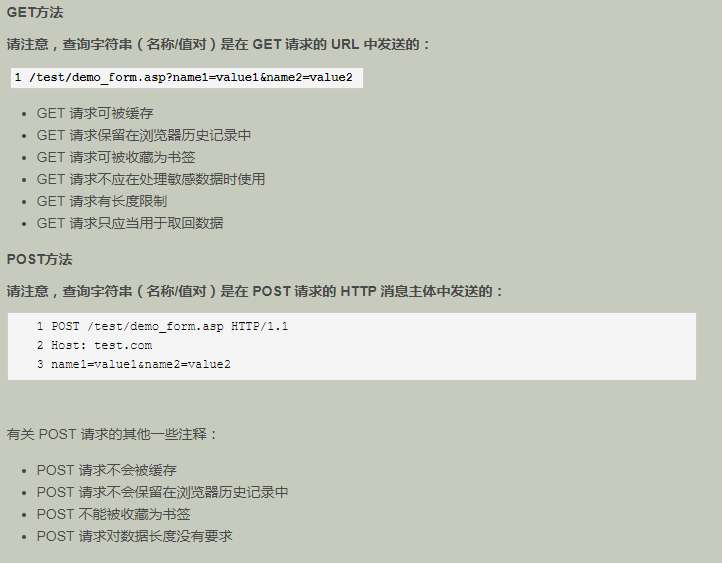 GET方法
请注意，查询字符串（名称/值对）是在 GET 请求的 URL 中发送的：
1 /test/demo_form.asp?name1=value1&name2=value2
• GET 请求可被缓存
• GET 请求保留在浏览器历史记录中
• GET 请求可被收藏为书签
• GET 请求不应在处理敏感数据时使用
• GET 请求有长度限制
• GET 请求只应当用于取回数据
POST方法
请注意，查询字符串（名称/值对）是在 POST 请求的 HTTP 消息主体中发送的：
1 POST /test/demo_form.asp HTTP/1.1
2 Host: test.com
3 name1=value1&name2=value2
有关 POST 请求的其他一些注释：
• POST 请求不会被缓存
• POST 请求不会保留在浏览器历史记录中
• POST 不能被收藏为书签
• POST 请求对数据长度没有要求